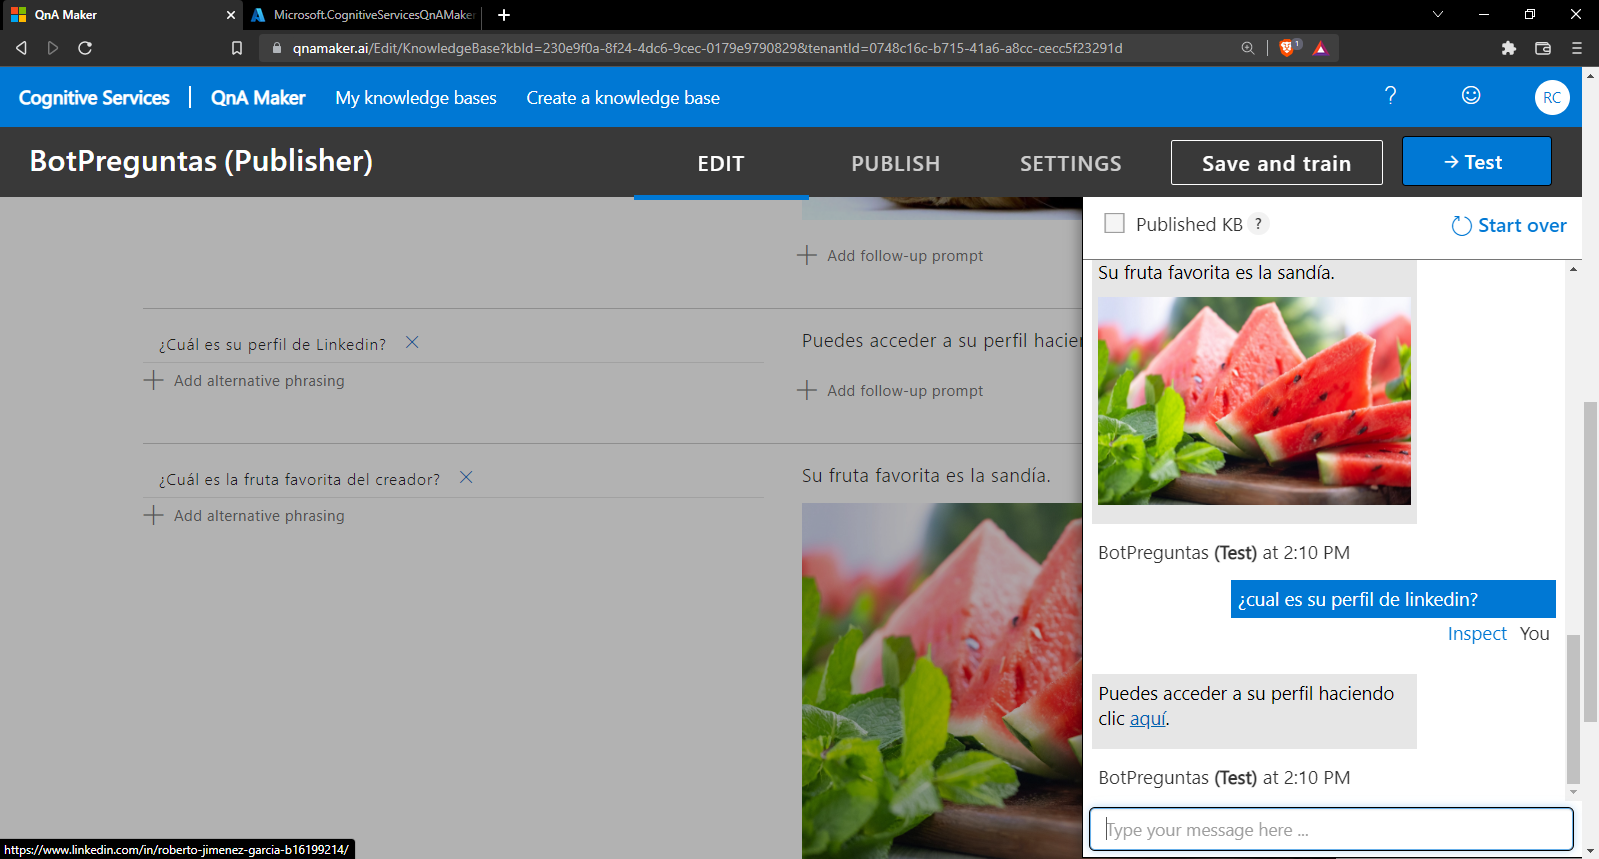 QnA Maker
Microsoft.CognitiveServicesQnAMake
qnamaker.ai/Edit/KnowledgeBase?kbId=230e9f0a-8f24-4dc6-9cec-0179e9790829&tenantId=0748c16c-b715-41a6-a8cc-cecc5f23291d
1
Cognitive Services
QnA Maker
My knowledge bases
Create a knowledge base
?
RC
BotPreguntas (Publisher)
EDIT
PUBLISH
SETTINGS
Save and train
→ Test
Add follow-up prompt
¿Cuál es su perfil de Linkedin?
Add alternative phrasing
Puedes acceder a su perfil hacie
Add follow-up prompt
¿Cuál es la fruta favorita del creador?
Add alternative phrasing
Su fruta favorita es la sandía.
Published KB ?
Start over
Su fruta favorita es la sandía.
BotPreguntas (Test) at 2:10 PM
¿cual es su perfil de linkedin?
Inspect You
Puedes acceder a su perfil haciendo
clic aquí.
BotPreguntas (Test) at 2:10 PM
Type your message here ...
https://www.linkedin.com/in/roberto-jimenez-garcia-b16199214/